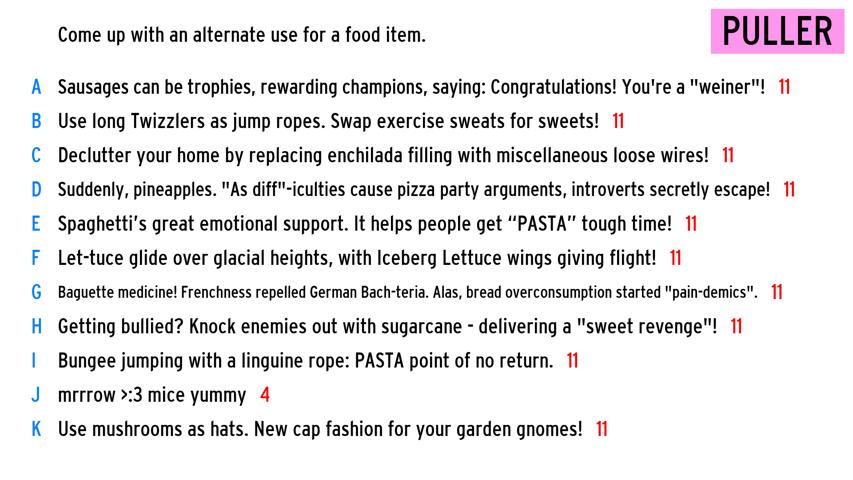 Come up with an alternate use for a food item.
PULLER
A Sausages can be trophies, rewarding champions, saying: Congratulations! You're a "weiner"! 11
B Use long Twizzlers as jump ropes. Swap exercise sweats for sweets! 11
C Declutter your home by replacing enchilada filling with miscellaneous loose wires! 11
D Suddenly, pineapples. "As diff"-iculties cause pizza party arguments, introverts secretly escape! 11
E Spaghetti’s great emotional support. It helps people get “PASTA” tough time! 11
F Let-tuce glide over glacial heights, with Iceberg Lettuce wings giving flight! 11
G Baguette medicine! Frenchness repelled German Bach-teria. Alas, bread overconsumption started "pain-demics". 11
H Getting bullied? Knock enemies out with sugarcane - delivering a "sweet revenge"! 11
I Bungee jumping with a linguine rope: PASTA point of no return. 11
J mrrrow >:3 mice yummy 4
K Use mushrooms as hats. New cap fashion for your garden gnomes! 11